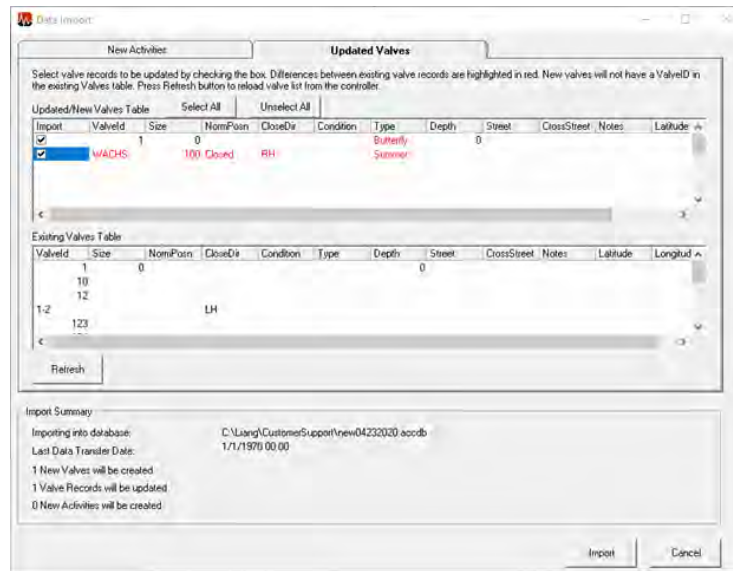 Data Import
New Activities
Updated Valves
Select valve records to be updated by checking the box. Differences between existing valve records are highlighted in red. New valves will not have a ValveID in
the existing Valves table. Press Refresh button to reload valve list from the controller.
Updated/New Valves Table Select All Unselect All
Import ValveId Size NormPosn CloseDir Condition Type Depth Street CrossStreet Notes Latitude
1 0 Butterfly 0
WACHS 100 Closed RH Summer
Existing Valves Table
ValveId Size NormPosn CloseDir Condition Type Depth Street CrossStreet Notes Latitude Longitud
1 0 0
10
12
1-2 LH
123
Refresh
Import Summary
Importing into database: C:\Liang\CustomerSupport\new04232020.accdb
Last Data Transfer Date: 1/1/1970 00:00
1 New Valves will be created
1 Valve Records will be updated
0 New Activities will be created
Import Cancel